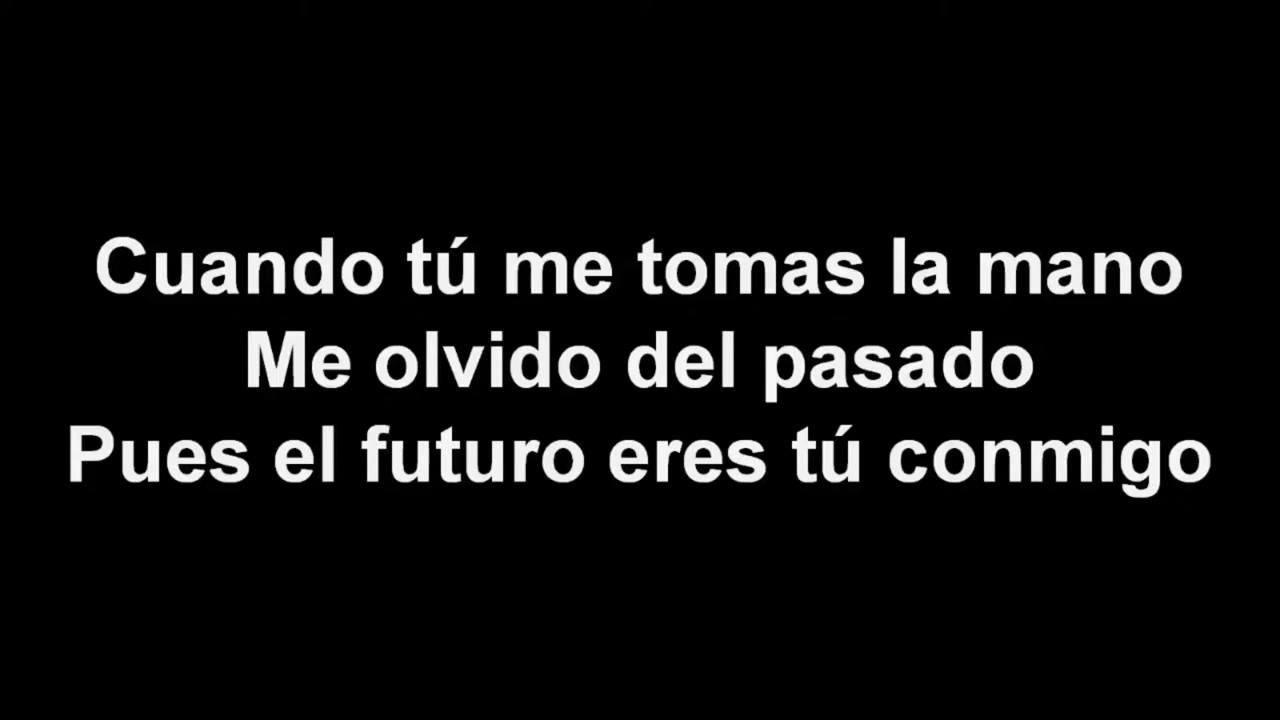 Cuando tú me tomas la mano
Me olvido del pasado
Pues el futuro eres tú conmigo